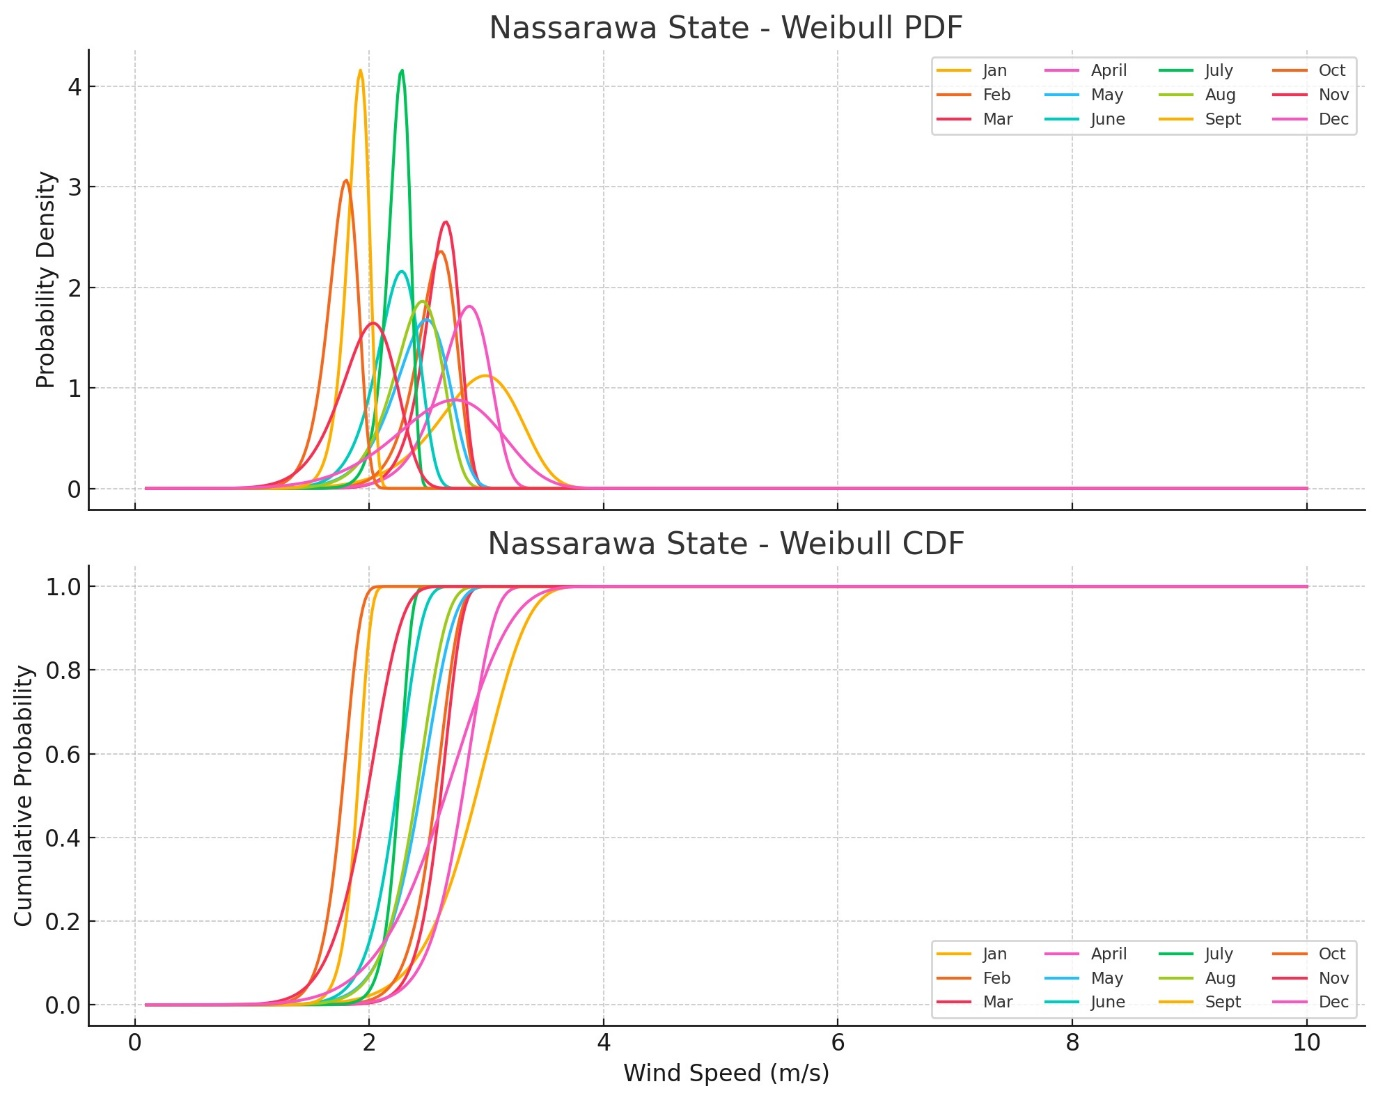 Nassarawa State - Weibull PDF
Jan April July Oct
Feb May Aug Nov
Mar June Sept Dec
Probability Density
4
3
2
1
0
Nassarawa State - Weibull CDF
Cumulative Probability
1.0
0.8
0.6
0.4
0.2
0.0
Jan April July Oct
Feb May Aug Nov
Mar June Sept Dec
0 2 4 6 8 10
Wind Speed (m/s)